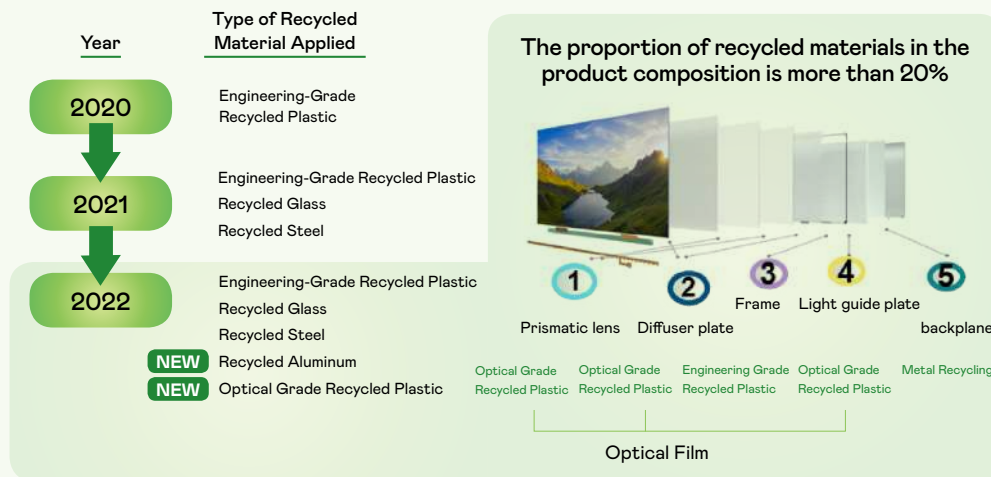 Year
Type of Recycled
Material Applied
2020
Engineering-Grade
Recycled Plastic
2021
Engineering-Grade Recycled Plastic
Recycled Glass
Recycled Steel
2022
Engineering-Grade Recycled Plastic
Recycled Glass
Recycled Steel
NEW Recycled Aluminum
NEW Optical Grade Recycled Plastic
The proportion of recycled materials in the
product composition is more than 20%
1
2
3
4
5
Prismatic lens
Diffuser plate
Frame
Light guide plate
backplane
Optical Grade
Recycled Plastic
Optical Grade
Recycled Plastic
Engineering Grade
Recycled Plastic
Optical Grade
Recycled Plastic
Metal Recycling
Optical Film